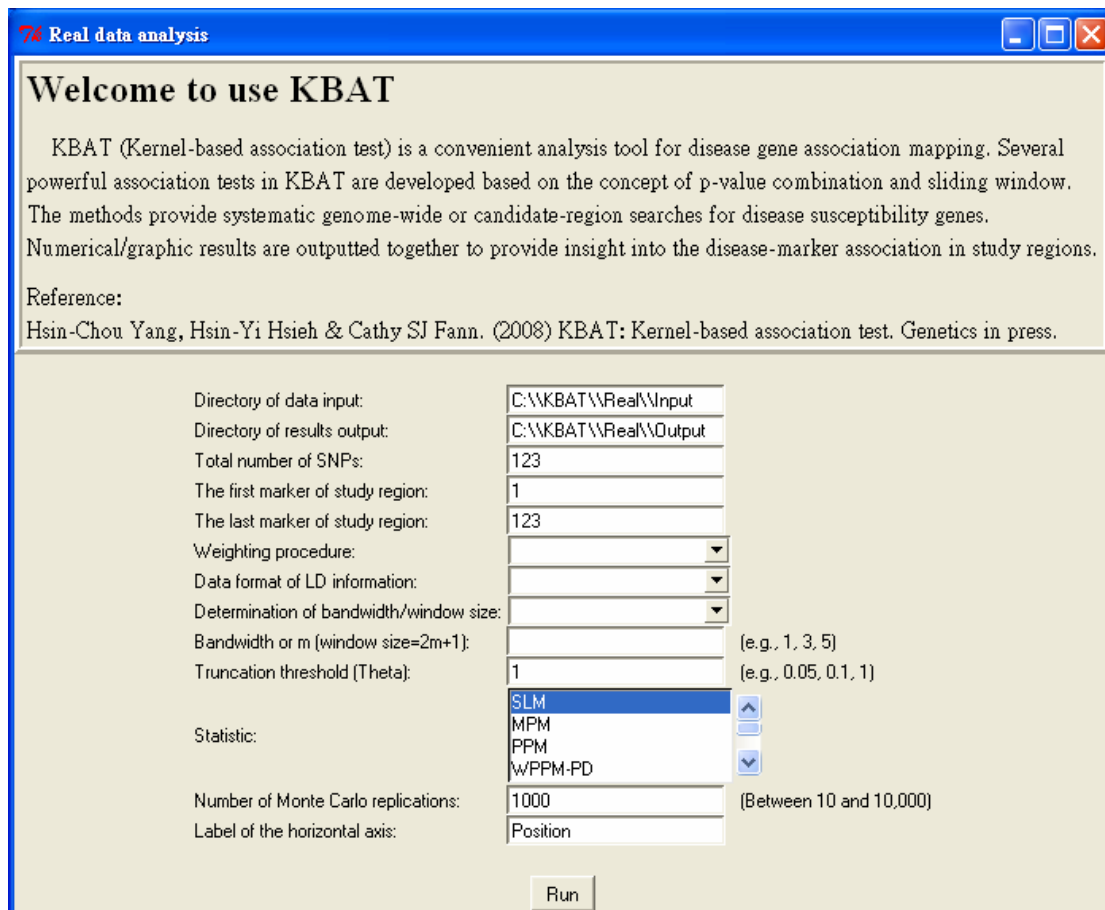 Real data analysis
Welcome to use KBAT
KBAT (Kernel-based association test) is a convenient analysis tool for disease gene association mapping. Several
powerful association tests in KBAT are developed based on the concept of p-value combination and sliding window.
The methods provide systematic genome-wide or candidate-region searches for disease susceptibility genes.
Numerical/graphic results are outputted together to provide insight into the disease-marker association in study regions.
Reference:
Hsin-Chou Yang, Hsin-Yi Hsieh & Cathy SJ Fann. (2008) KBAT: Kernel-based association test. Genetics in press.
Directory of data input: C:\\KBAT\\Real\\Input
Directory of results output: C:\\KBAT\\Real\\Output
Total number of SNPs: 123
The first marker of study region: 1
The last marker of study region: 123
Weighting procedure:
Data format of LD information:
Determination of bandwidth/window size:
Bandwidth or m (window size=2m+1): (e.g., 1, 3, 5)
Truncation threshold (Theta): 1 (e.g., 0.05, 0.1, 1)
Statistic:
SLM
MPM
PPM
WPPM-PD
Number of Monte Carlo replications: 1000 (Between 10 and 10,000)
Label of the horizontal axis: Position
Run